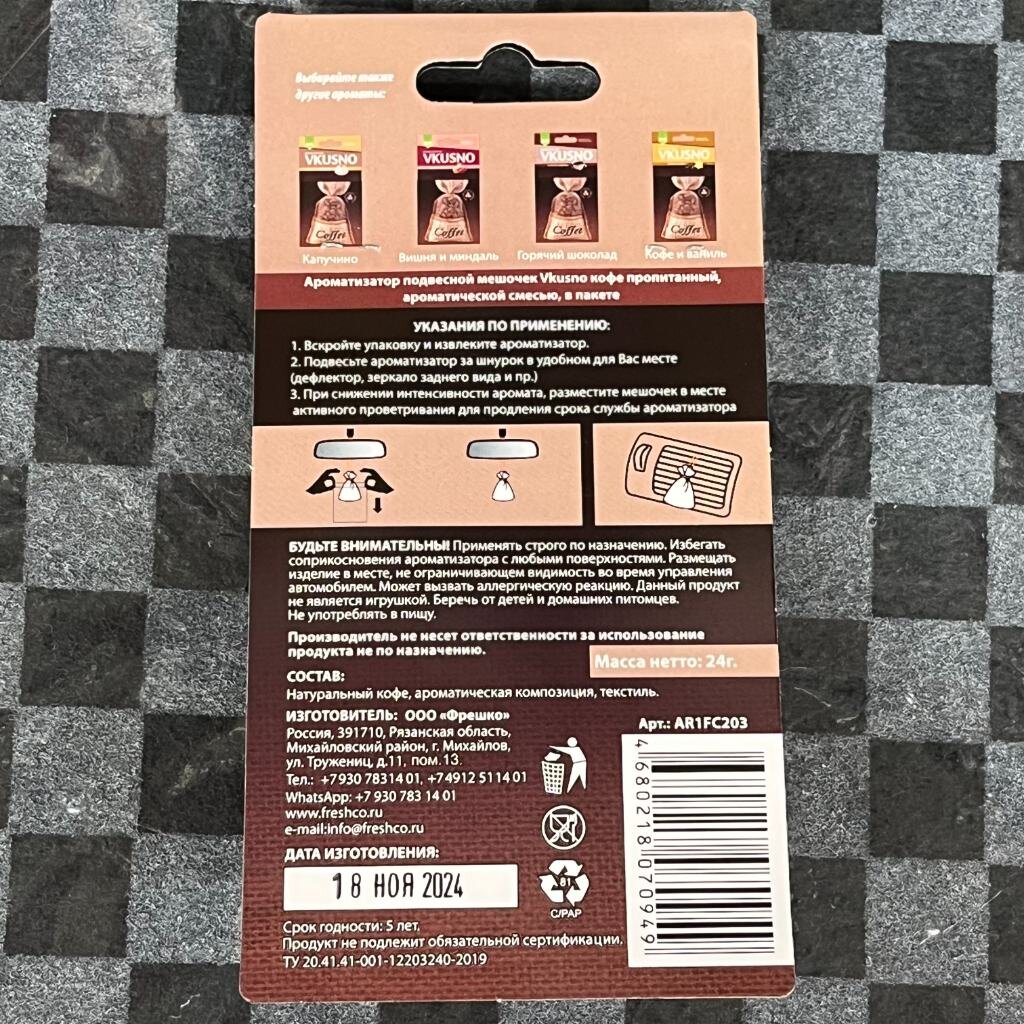 Выбирайте также
другие ароматы:
VKUSNO VKUSNO VKUSNO VKUSNO
Coffee Coffee Coffee Coffee
Капучино Вишня и миндаль Горячий шоколад Кофе и ваниль
Ароматизатор подвесной мешочек Vkusno кофе пропитанный,
ароматической смесью, в пакете
УКАЗАНИЯ ПО ПРИМЕНЕНИЮ:
1. Вскройте упаковку и извлеките ароматизатор.
2. Подвесьте ароматизатор за шнурок в удобном для Вас месте
(дефлектор, зеркало заднего вида и пр.)
3. При снижении интенсивности аромата, разместите мешочек в месте
активного проветривания для продления срока службы ароматизатора
БУДЬТЕ ВНИМАТЕЛЬНЫ! Применять строго по назначению. Избегать
соприкосновения ароматизатора с любыми поверхностями. Размещать
изделие в месте, не ограничивающем видимость во время управления
автомобилем. Может вызвать аллергическую реакцию. Данный продукт
не является игрушкой. Беречь от детей и домашних питомцев.
Не употреблять в пищу.
Производитель не несет ответственности за использование
продукта не по назначению.
Масса нетто: 24г.
СОСТАВ:
Натуральный кофе, ароматическая композиция, текстиль.
ИЗГОТОВИТЕЛЬ: ООО «Фрешко»
Россия, 391710, Рязанская область,
Михайловский район, г. Михайлов,
ул. Тружениц, д.11, пом.13.
Тел.: +7930 78314 01, +74912 5114 01
WhatsApp: +7 930 783 14 01
www.freshco.ru
e-mail:info@freshco.ru
Арт.: AR1FC203
4 680218 070949
ДАТА ИЗГОТОВЛЕНИЯ:
18 НОЯ 2024
C/PAP
Срок годности: 5 лет.
Продукт не подлежит обязательной сертификации.
ТУ 20.41.41-001-12203240-2019